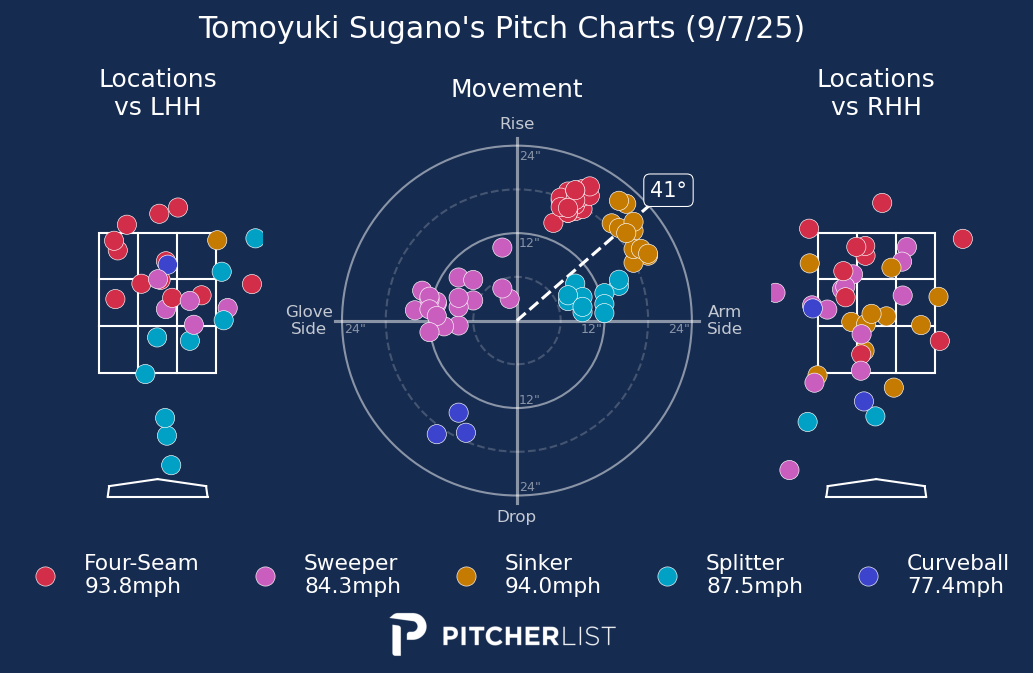 Tomoyuki Sugano's Pitch Charts (9/7/25)
Locations
vs LHH
Movement
Locations
vs RHH
Rise
24"
41°
12"
Glove
Side
24"
12"
24"
Arm
Side
12"
24"
Drop
Four-Seam
93.8mph
Sweeper
84.3mph
Sinker
94.0mph
Splitter
87.5mph
Curveball
77.4mph
PITCHERLIST